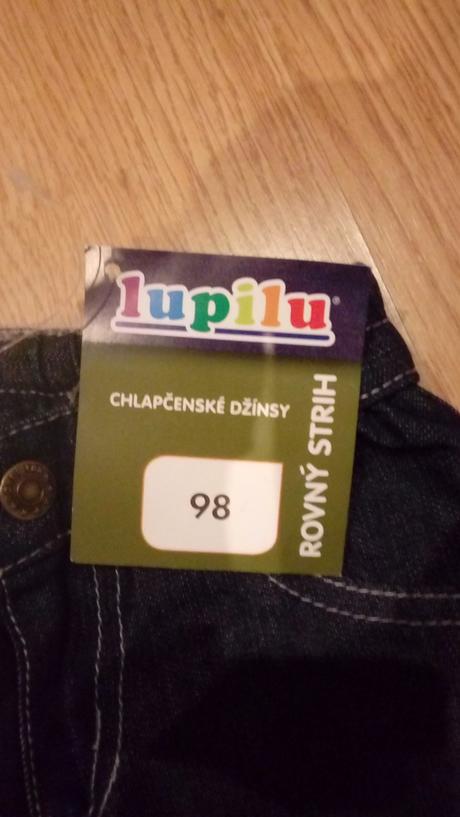 lupilu®
CHLAPČENSKÉ DŽÍNSY
98
ROVNÝ STRIH